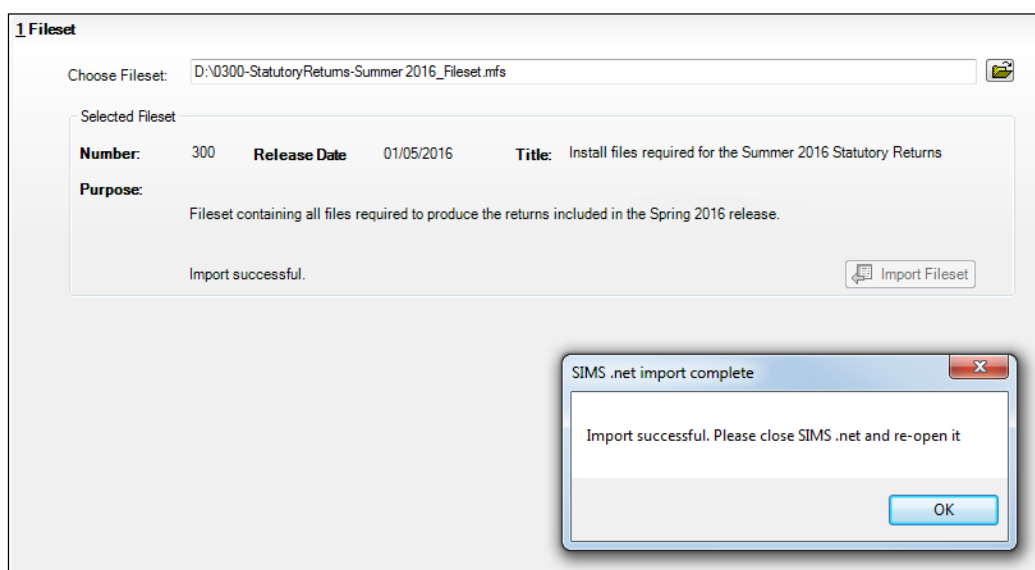 1 Fileset
Choose Fileset: D:\0300-StatutoryReturns-Summer 2016_Fileset.mfs
Selected Fileset
Number: 300 Release Date 01/05/2016 Title: Install files required for the Summer 2016 Statutory Returns
Purpose:
Fileset containing all files required to produce the returns included in the Spring 2016 release.
Import successful. Import Fileset
SIMS .net import complete
Import successful. Please close SIMS .net and re-open it
OK